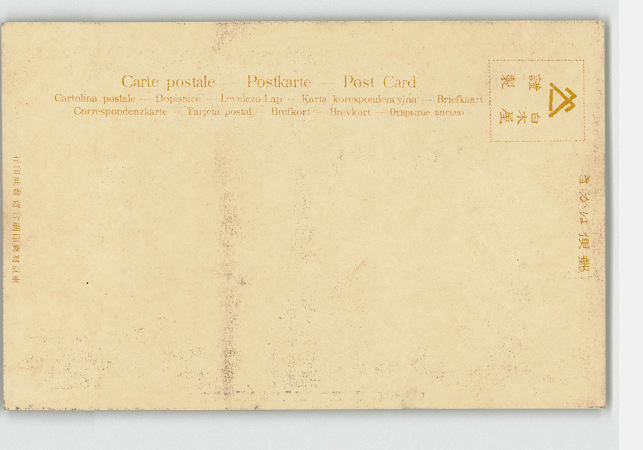 Carte postale — Postkarte — Post Card
Cartolina postale — Dopisnice — Levelezo-Lap — Karta korespondencyjna — Briefkaart
Correspondenzkarte — Tarjeta postal — Brefkort — Brevkort — Открытое письмо
謹製
白木屋
きがは便郵